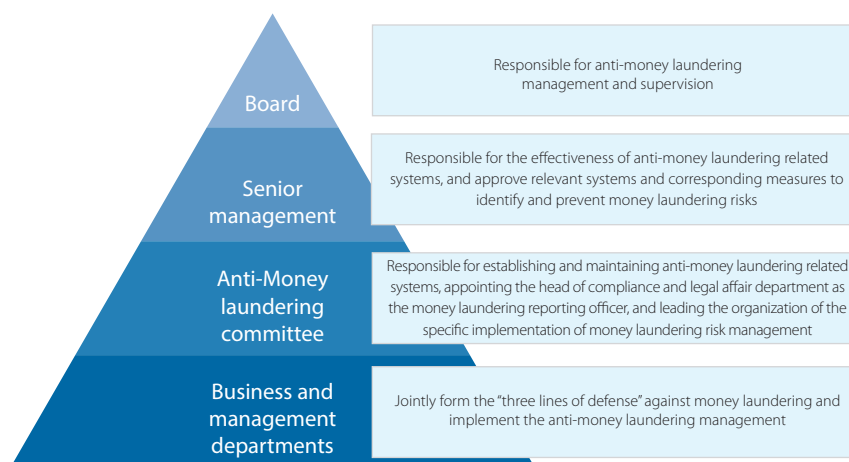 Board
Responsible for anti-money laundering
management and supervision
Senior
management
Responsible for the effectiveness of anti-money laundering related
systems, and approve relevant systems and corresponding measures to
identify and prevent money laundering risks
Anti-Money
laundering
committee
Responsible for establishing and maintaining anti-money laundering related
systems, appointing the head of compliance and legal affair department as
the money laundering reporting officer, and leading the organization of the
specific implementation of money laundering risk management
Business and
management
departments
Jointly form the “three lines of defense” against money laundering and
implement the anti-money laundering management